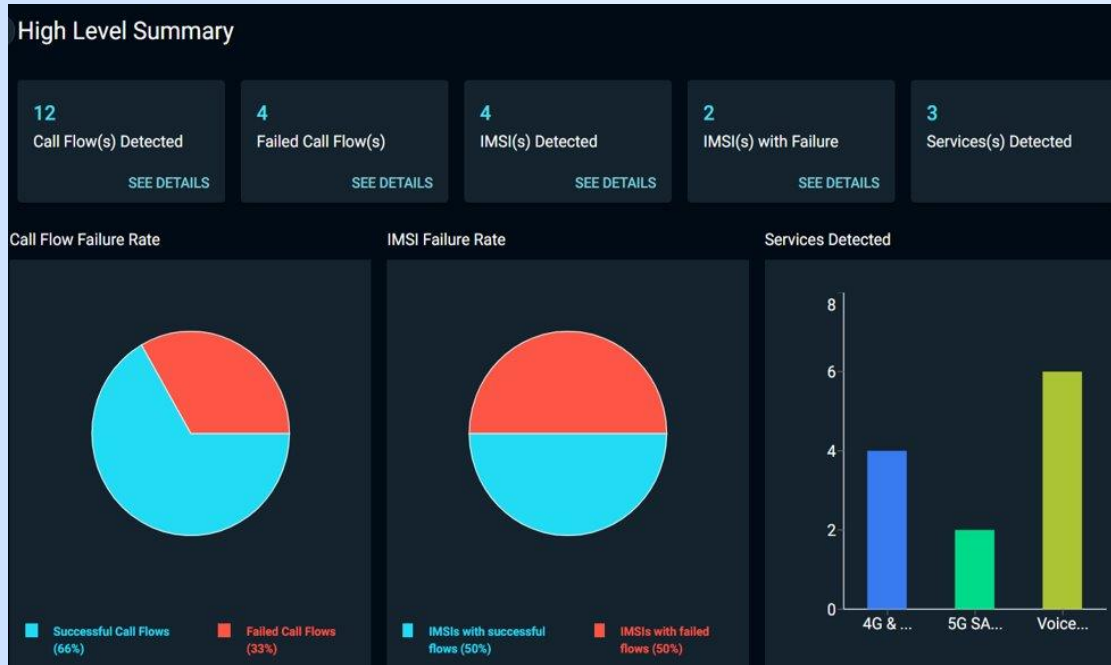 High Level Summary
12
Call Flow(s) Detected
SEE DETAILS
4
Failed Call Flow(s)
SEE DETAILS
4
IMSI(s) Detected
SEE DETAILS
2
IMSI(s) with Failure
SEE DETAILS
3
Services(s) Detected
Call Flow Failure Rate
Successful Call Flows
(66%)
Failed Call Flows
(33%)
IMSI Failure Rate
IMSIs with successful
flows (50%)
IMSIs with failed
flows (50%)
Services Detected
8
6
4
2
0
4G & ...
5G SA...
Voice...